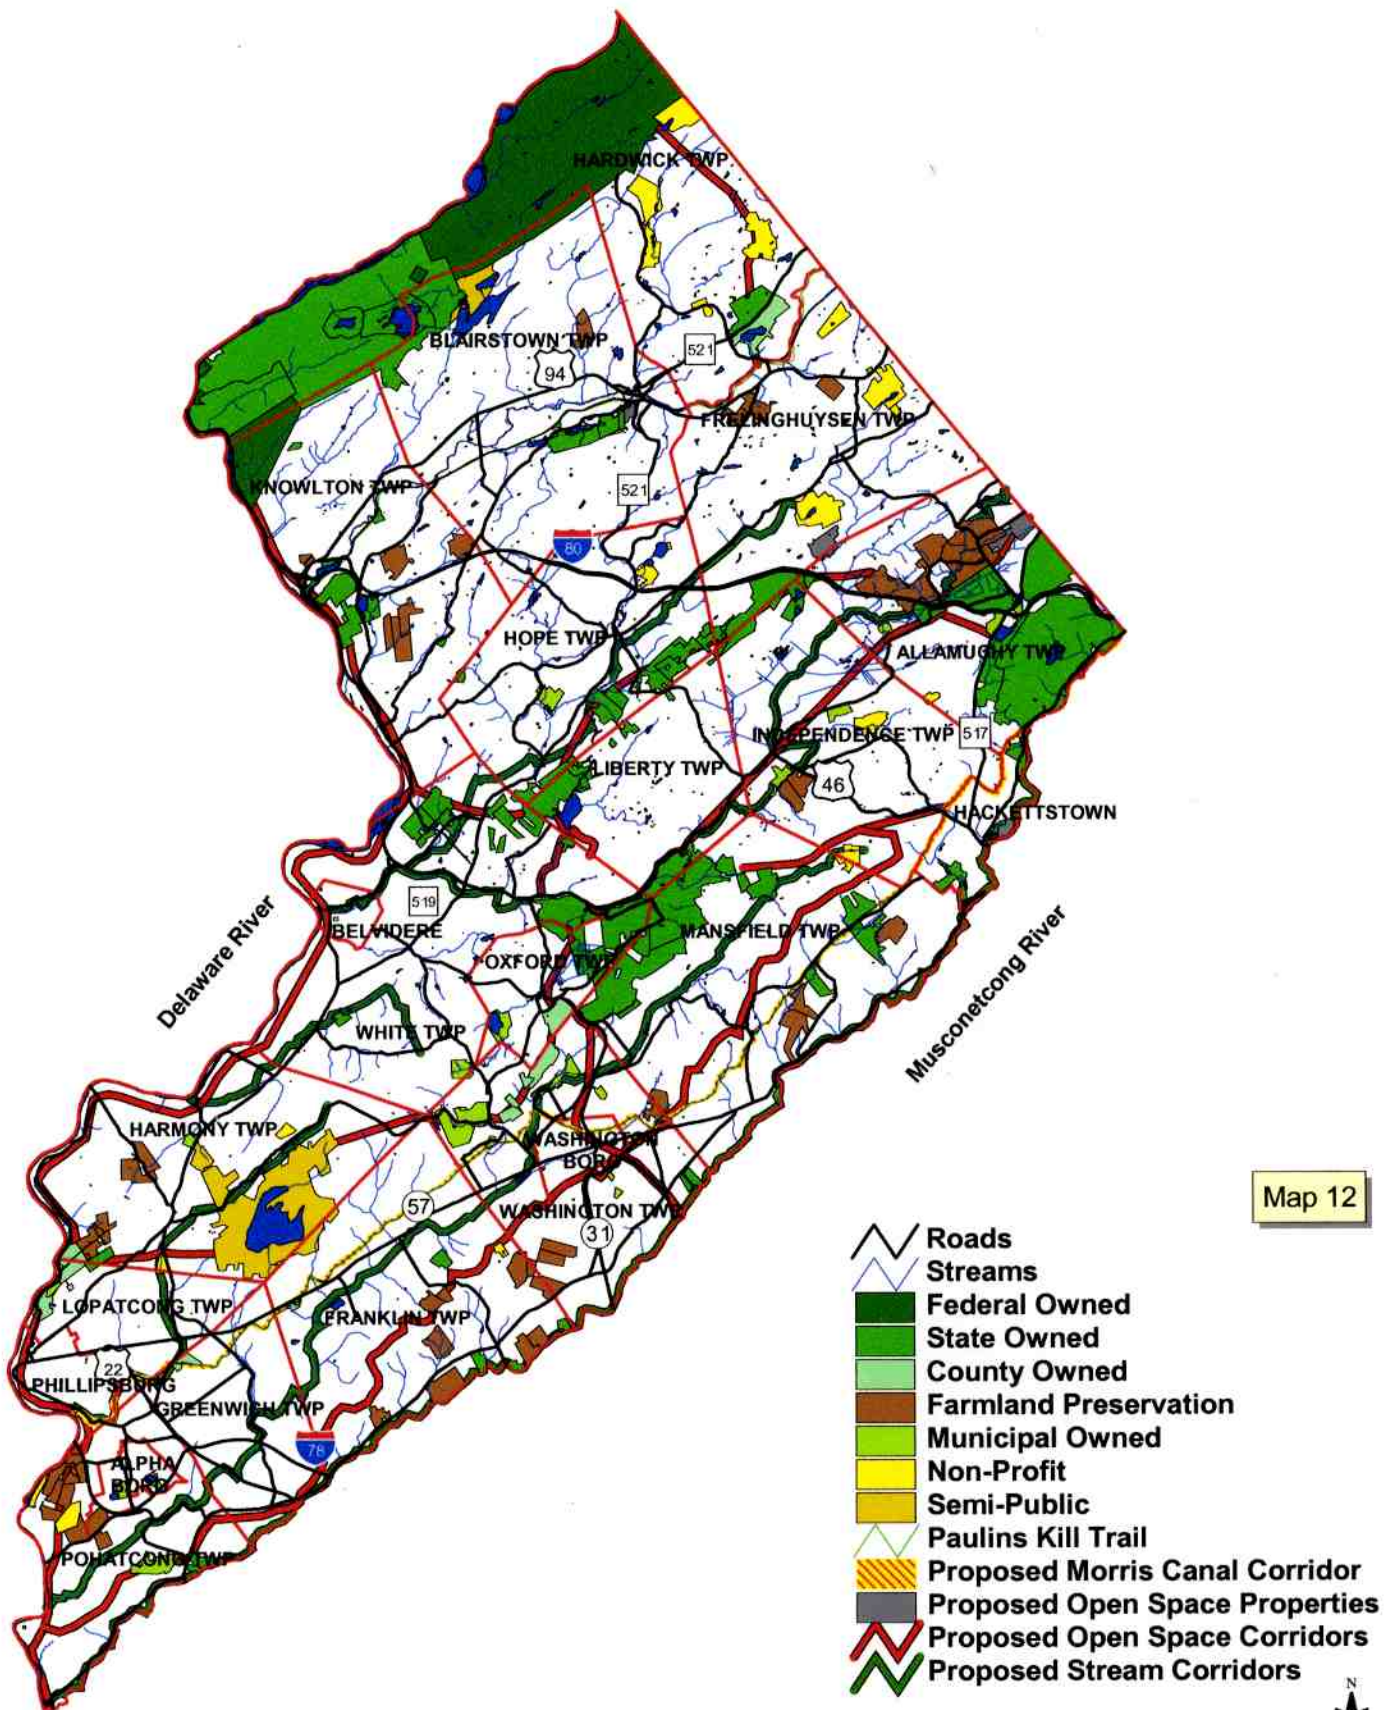 HARDWICK TWP
BLAIRSTOWN TWP
521
94
FRELINGHUYSEN TWP
KNOWLTON TWP
521
80
HOPE TWP
ALLAMUCHY TWP
INDEPENDENCE TWP
517
LIBERTY TWP
46
HACKETTSTOWN
519
BELVIDERE
MANSFIELD TWP
OXFORD TWP
Delaware River
Musconetcong River
WHITE TWP
HARMONY TWP
WASHINGTON
BORO
57
WASHINGTON TWP
31
LOPATCONG TWP
FRANKLIN TWP
22
PHILLIPSBURG
GREENWICH TWP
78
ALPHA
BORO
POHATCONG TWP
Map 12
Roads
Streams
Federal Owned
State Owned
County Owned
Farmland Preservation
Municipal Owned
Non-Profit
Semi-Public
Paulins Kill Trail
Proposed Morris Canal Corridor
Proposed Open Space Properties
Proposed Open Space Corridors
Proposed Stream Corridors
N